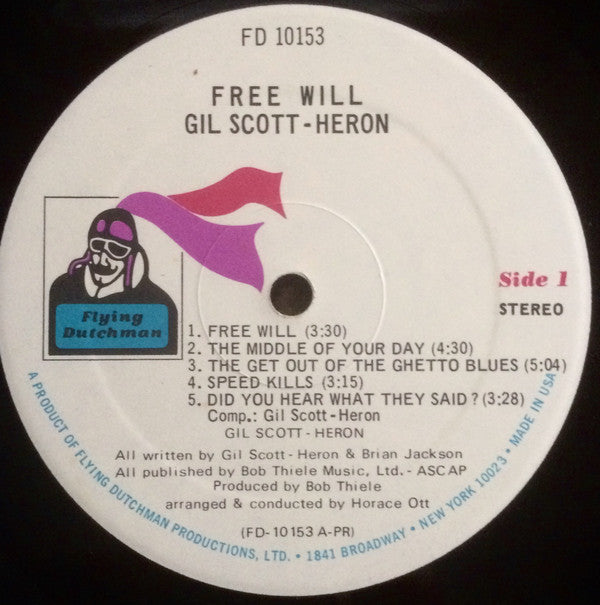 FD 10153
FREE WILL
GIL SCOTT-HERON
Flying
Dutchman
Side 1
STEREO
1. FREE WILL (3:30)
2. THE MIDDLE OF YOUR DAY (4:30)
3. THE GET OUT OF THE GHETTO BLUES (5:04)
4. SPEED KILLS (3:15)
5. DID YOU HEAR WHAT THEY SAID? (3:28)
Comp.: Gil Scott-Heron
GIL SCOTT-HERON
All written by Gil Scott-Heron & Brian Jackson
All published by Bob Thiele Music, Ltd.-ASCAP
Produced by Bob Thiele
arranged & conducted by Horace Ott
(FD-10153 A-PR)
A PRODUCT OF FLYING DUTCHMAN PRODUCTIONS, LTD. • 1841 BROADWAY • NEW YORK 10023 • MADE IN USA